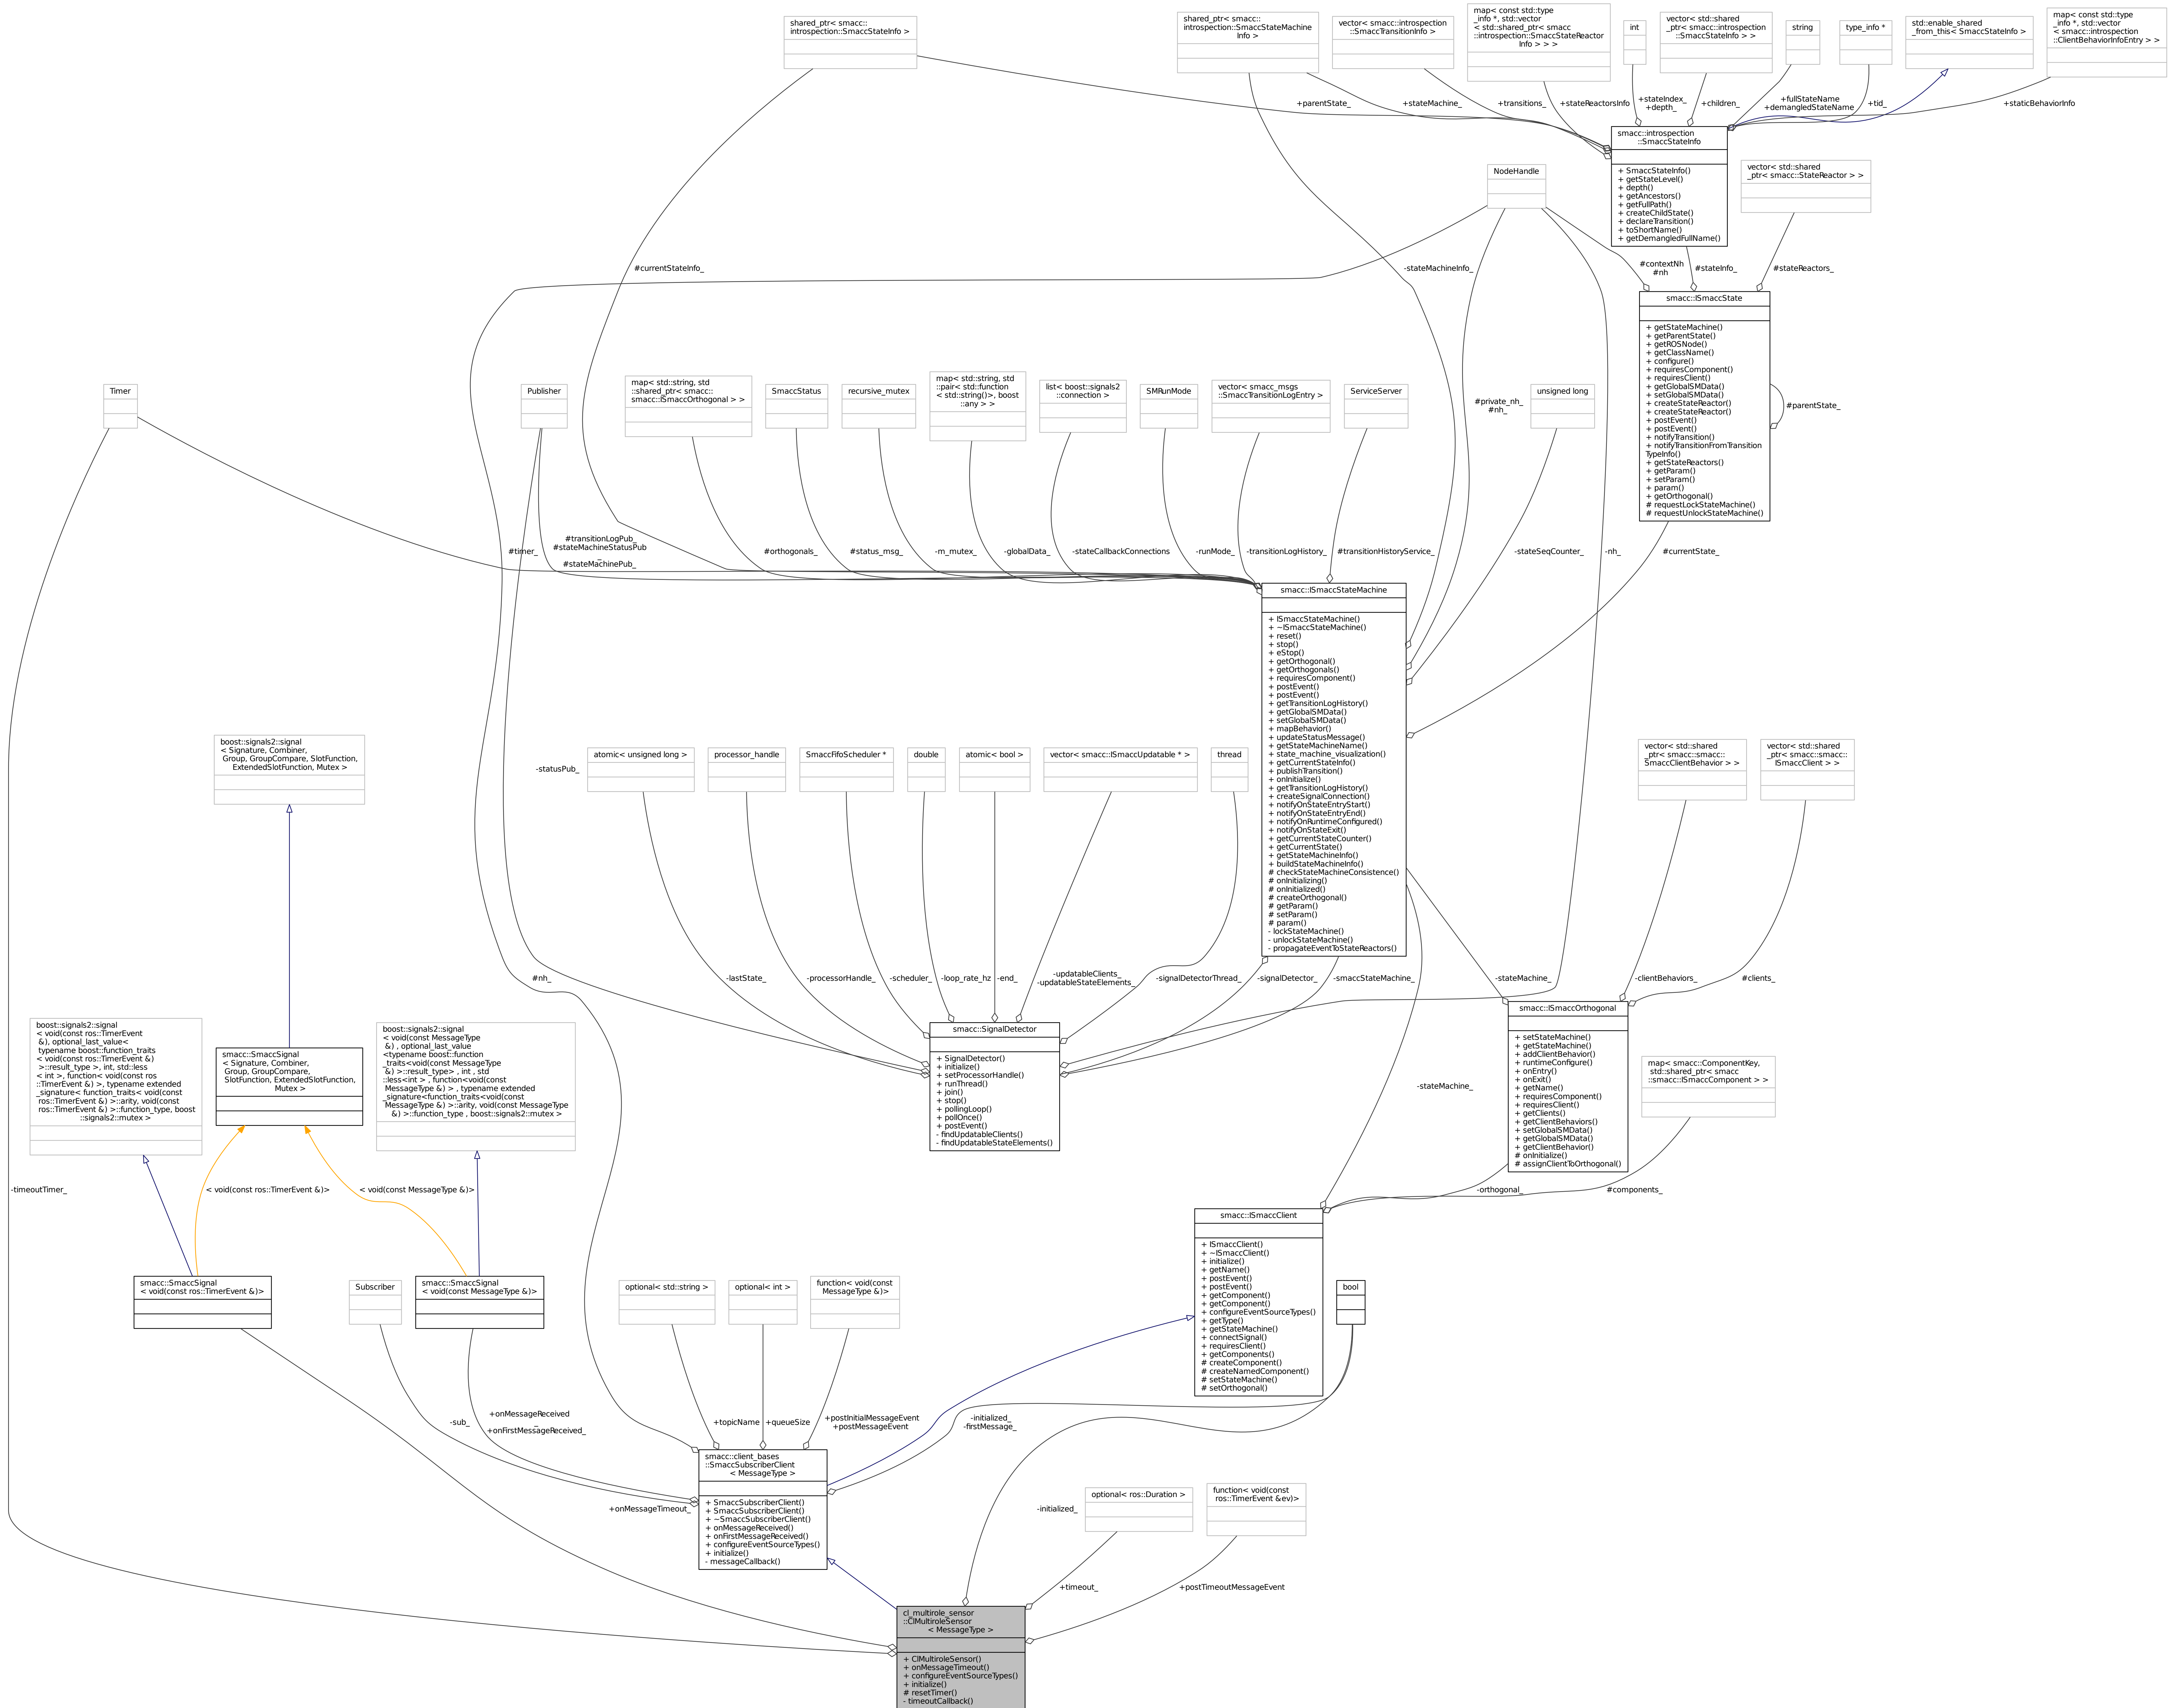 shared_ptr< smacc::
introspection::SmaccStateInfo >
shared_ptr< smacc::
introspection::SmaccStateMachine
Info >
vector< smacc::introspection
::SmaccTransitionInfo >
map< const std::type
_info *, std::vector
< std::shared_ptr< smacc
::introspection::SmaccStateReactor
Info > > >
int
vector< std::shared
_ptr< smacc::introspection
::SmaccStateInfo > >
string
type_info *
std::enable_shared
_from_this< SmaccStateInfo >
map< const std::type
_info *, std::vector
< smacc::introspection
::ClientBehaviorInfoEntry > >
+parentState_
+stateMachine_
+transitions_
+stateReactorsInfo
+stateIndex_
+depth_
+children_
+fullStateName
+demangledStateName
+tid_
+staticBehaviorInfo
smacc::introspection
::SmaccStateInfo
+ SmaccStateInfo()
+ getStateLevel()
+ depth()
+ getAncestors()
+ getFullPath()
+ createChildState()
+ declareTransition()
+ toShortName()
+ getDemangledFullName()
NodeHandle
vector< std::shared
_ptr< smacc::StateReactor > >
#currentStateInfo_
-stateMachineInfo_
#contextNh
#nh
#stateInfo_
#stateReactors_
smacc::ISmaccState
+ getStateMachine()
+ getParentState()
+ getROSNode()
+ getClassName()
+ configure()
+ requiresComponent()
+ requiresClient()
+ getGlobalSMData()
+ setGlobalSMData()
+ createStateReactor()
+ createStateReactor()
+ postEvent()
+ postEvent()
+ notifyTransition()
+ notifyTransitionFromTransition
TypeInfo()
+ getStateReactors()
+ getParam()
+ setParam()
+ param()
+ getOrthogonal()
# requestLockStateMachine()
# requestUnlockStateMachine()
#parentState_
Timer
Publisher
map< std::string, std
::shared_ptr< smacc::
smacc::ISmaccOrthogonal > >
SmaccStatus
recursive_mutex
map< std::string, std
::pair< std::function
< std::string()>, boost
::any > >
list< boost::signals2
::connection >
SMRunMode
vector< smacc_msgs
::SmaccTransitionLogEntry >
ServiceServer
#private_nh_
#nh_
unsigned long
#timer_
#transitionLogPub_
#stateMachineStatusPub
_
#stateMachinePub_
#orthogonals_
#status_msg_
-m_mutex_
-globalData_
-stateCallbackConnections
-runMode_
-transitionLogHistory_
#transitionHistoryService_
-stateSeqCounter_
-nh_
#currentState_
smacc::ISmaccStateMachine
+ ISmaccStateMachine()
+ ~ISmaccStateMachine()
+ reset()
+ stop()
+ eStop()
+ getOrthogonal()
+ getOrthogonals()
+ requiresComponent()
+ postEvent()
+ postEvent()
+ getTransitionLogHistory()
+ getGlobalSMData()
+ setGlobalSMData()
+ mapBehavior()
+ updateStatusMessage()
+ getStateMachineName()
+ state_machine_visualization()
+ getCurrentStateInfo()
+ publishTransition()
+ onInitialize()
+ getTransitionLogHistory()
+ createSignalConnection()
+ notifyOnStateEntryStart()
+ notifyOnStateEntryEnd()
+ notifyOnRuntimeConfigured()
+ notifyOnStateExit()
+ getCurrentStateCounter()
+ getCurrentState()
+ getStateMachineInfo()
+ buildStateMachineInfo()
# checkStateMachineConsistence()
# onInitializing()
# onInitialized()
# createOrthogonal()
# getParam()
# setParam()
# param()
- lockStateMachine()
- unlockStateMachine()
- propagateEventToStateReactors()
boost::signals2::signal
< Signature, Combiner,
Group, GroupCompare, SlotFunction,
ExtendedSlotFunction, Mutex >
-statusPub_
atomic< unsigned long >
processor_handle
SmaccFifoScheduler *
double
atomic< bool >
vector< smacc::ISmaccUpdatable * >
thread
vector< std::shared
_ptr< smacc::smacc::
SmaccClientBehavior > >
vector< std::shared
_ptr< smacc::smacc::
ISmaccClient > >
#nh_
-lastState_
-processorHandle_
-scheduler_
-loop_rate_hz
-end_
-updatableClients_
-updatableStateElements_
-signalDetectorThread_
-signalDetector_
-smaccStateMachine_
-stateMachine_
-clientBehaviors_
#clients_
boost::signals2::signal
< void(const ros::TimerEvent
&), optional_last_value<
typename boost::function_traits
< void(const ros::TimerEvent &)
>::result_type >, int, std::less
< int >, function< void(const ros
::TimerEvent &) >, typename extended
_signature< function_traits< void(const
ros::TimerEvent &) >::arity, void(const
ros::TimerEvent &) >::function_type, boost
::signals2::mutex >
smacc::SmaccSignal
< Signature, Combiner,
Group, GroupCompare,
SlotFunction, ExtendedSlotFunction,
Mutex >
boost::signals2::signal
< void(const MessageType
&) , optional_last_value
<typename boost::function
_traits<void(const MessageType
&) >::result_type> , int , std
::less<int > , function<void(const
MessageType &) > , typename extended
_signature<function_traits<void(const
MessageType &) >::arity, void(const MessageType
&) >::function_type , boost::signals2::mutex >
smacc::SignalDetector
+ SignalDetector()
+ initialize()
+ setProcessorHandle()
+ runThread()
+ join()
+ stop()
+ pollingLoop()
+ pollOnce()
+ postEvent()
- findUpdatableClients()
- findUpdatableStateElements()
-stateMachine_
smacc::ISmaccOrthogonal
+ setStateMachine()
+ getStateMachine()
+ addClientBehavior()
+ runtimeConfigure()
+ onEntry()
+ onExit()
+ getName()
+ requiresComponent()
+ requiresClient()
+ getClients()
+ getClientBehaviors()
+ setGlobalSMData()
+ getGlobalSMData()
+ getClientBehavior()
# onInitialize()
# assignClientToOrthogonal()
map< smacc::ComponentKey,
std::shared_ptr< smacc
::smacc::ISmaccComponent > >
-timeoutTimer_
< void(const ros::TimerEvent &)>
< void(const MessageType &)>
-orthogonal_
#components_
smacc::ISmaccClient
+ ISmaccClient()
+ ~ISmaccClient()
+ initialize()
+ getName()
+ postEvent()
+ postEvent()
+ getComponent()
+ getComponent()
+ configureEventSourceTypes()
+ getType()
+ getStateMachine()
+ connectSignal()
+ requiresClient()
+ getComponents()
# createComponent()
# createNamedComponent()
# setStateMachine()
# setOrthogonal()
smacc::SmaccSignal
< void(const ros::TimerEvent &)>
Subscriber
smacc::SmaccSignal
< void(const MessageType &)>
optional< std::string >
optional< int >
function< void(const
MessageType &)>
bool
-sub_
+onMessageReceived
_
+onFirstMessageReceived_
+topicName
+queueSize
+postInitialMessageEvent
+postMessageEvent
-initialized_
-firstMessage_
smacc::client_bases
::SmaccSubscriberClient
< MessageType >
+ SmaccSubscriberClient()
+ SmaccSubscriberClient()
+ ~SmaccSubscriberClient()
+ onMessageReceived()
+ onFirstMessageReceived()
+ configureEventSourceTypes()
+ initialize()
- messageCallback()
+onMessageTimeout_
-initialized_
optional< ros::Duration >
function< void(const
ros::TimerEvent &ev)>
+timeout_
+postTimeoutMessageEvent
cl_multirole_sensor
::ClMultiroleSensor
< MessageType >
+ ClMultiroleSensor()
+ onMessageTimeout()
+ configureEventSourceTypes()
+ initialize()
# resetTimer()
- timeoutCallback()